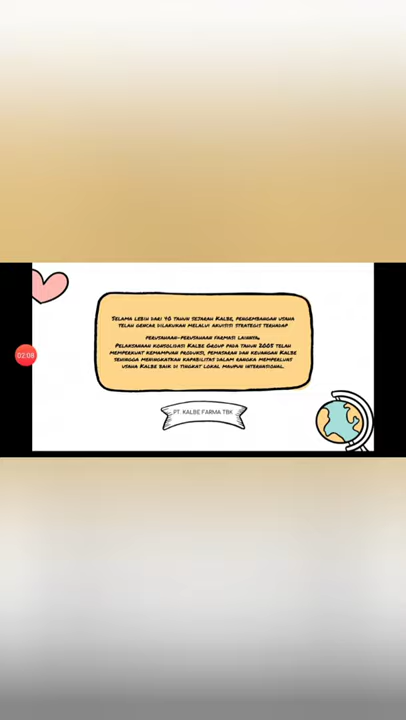 Selama lebih dari 40 tahun sejarah Kalbe, pengembangan usaha
telah gencar dilakukan melalui akuisisi strategis terhadap
perusahaan-perusahaan farmasi lainnya.
Pelaksanaan konsolidasi Kalbe Group pada tahun 2005 telah
memperkuat kemampuan produksi, pemasaran dan keuangan Kalbe
sehingga meningkatkan kapabilitas dalam rangka memperluat
usaha Kalbe baik di tingkat lokal maupun internasional.
PT. KALBE FARMA TBK
02:08